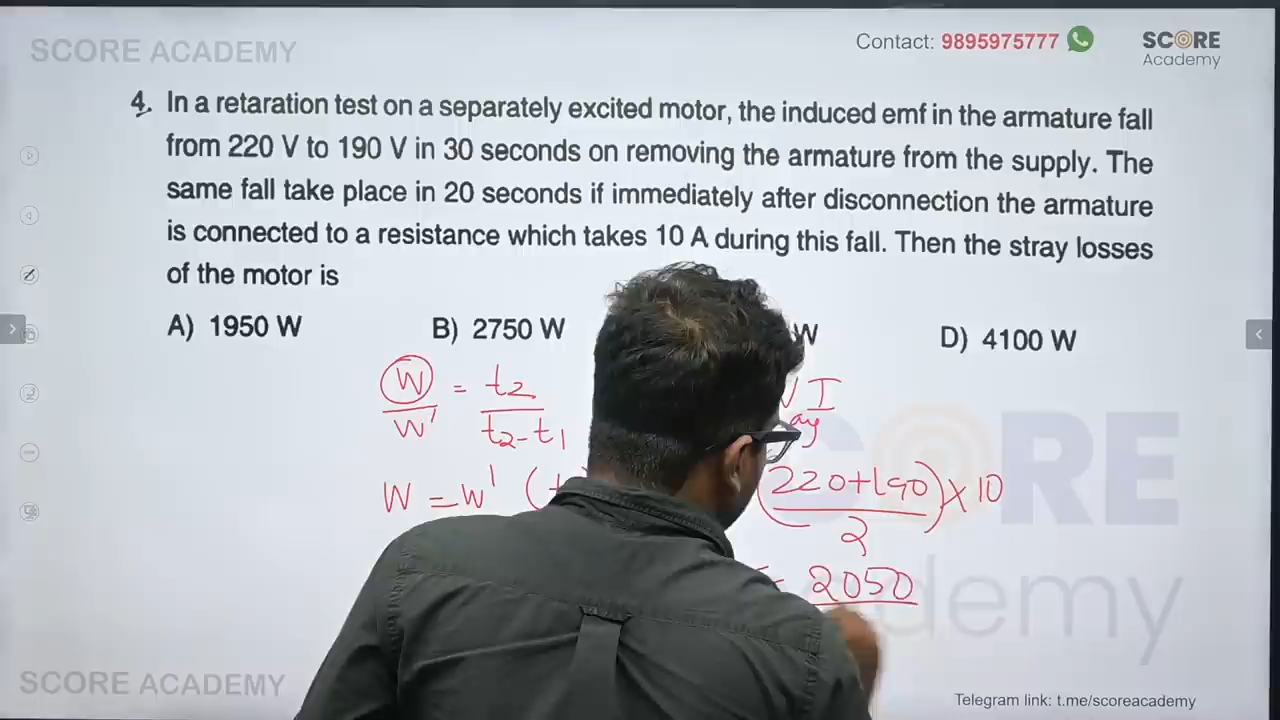 SCORE ACADEMY
Contact: 9895975777
SCORE
Academy
4. In a retaration test on a separately excited motor, the induced emf in the armature fall
from 220 V to 190 V in 30 seconds on removing the armature from the supply. The
same fall take place in 20 seconds if immediately after disconnection the armature
is connected to a resistance which takes 10 A during this fall. Then the stray losses
of the motor is
A) 1950 W
B) 2750 W
W
D) 4100 W
W/W' = t2/(t2-t1
I
W = W' (
(220+190)/2 × 10
= 2050
SCORE ACADEMY
Telegram link: t.me/scoreacademy